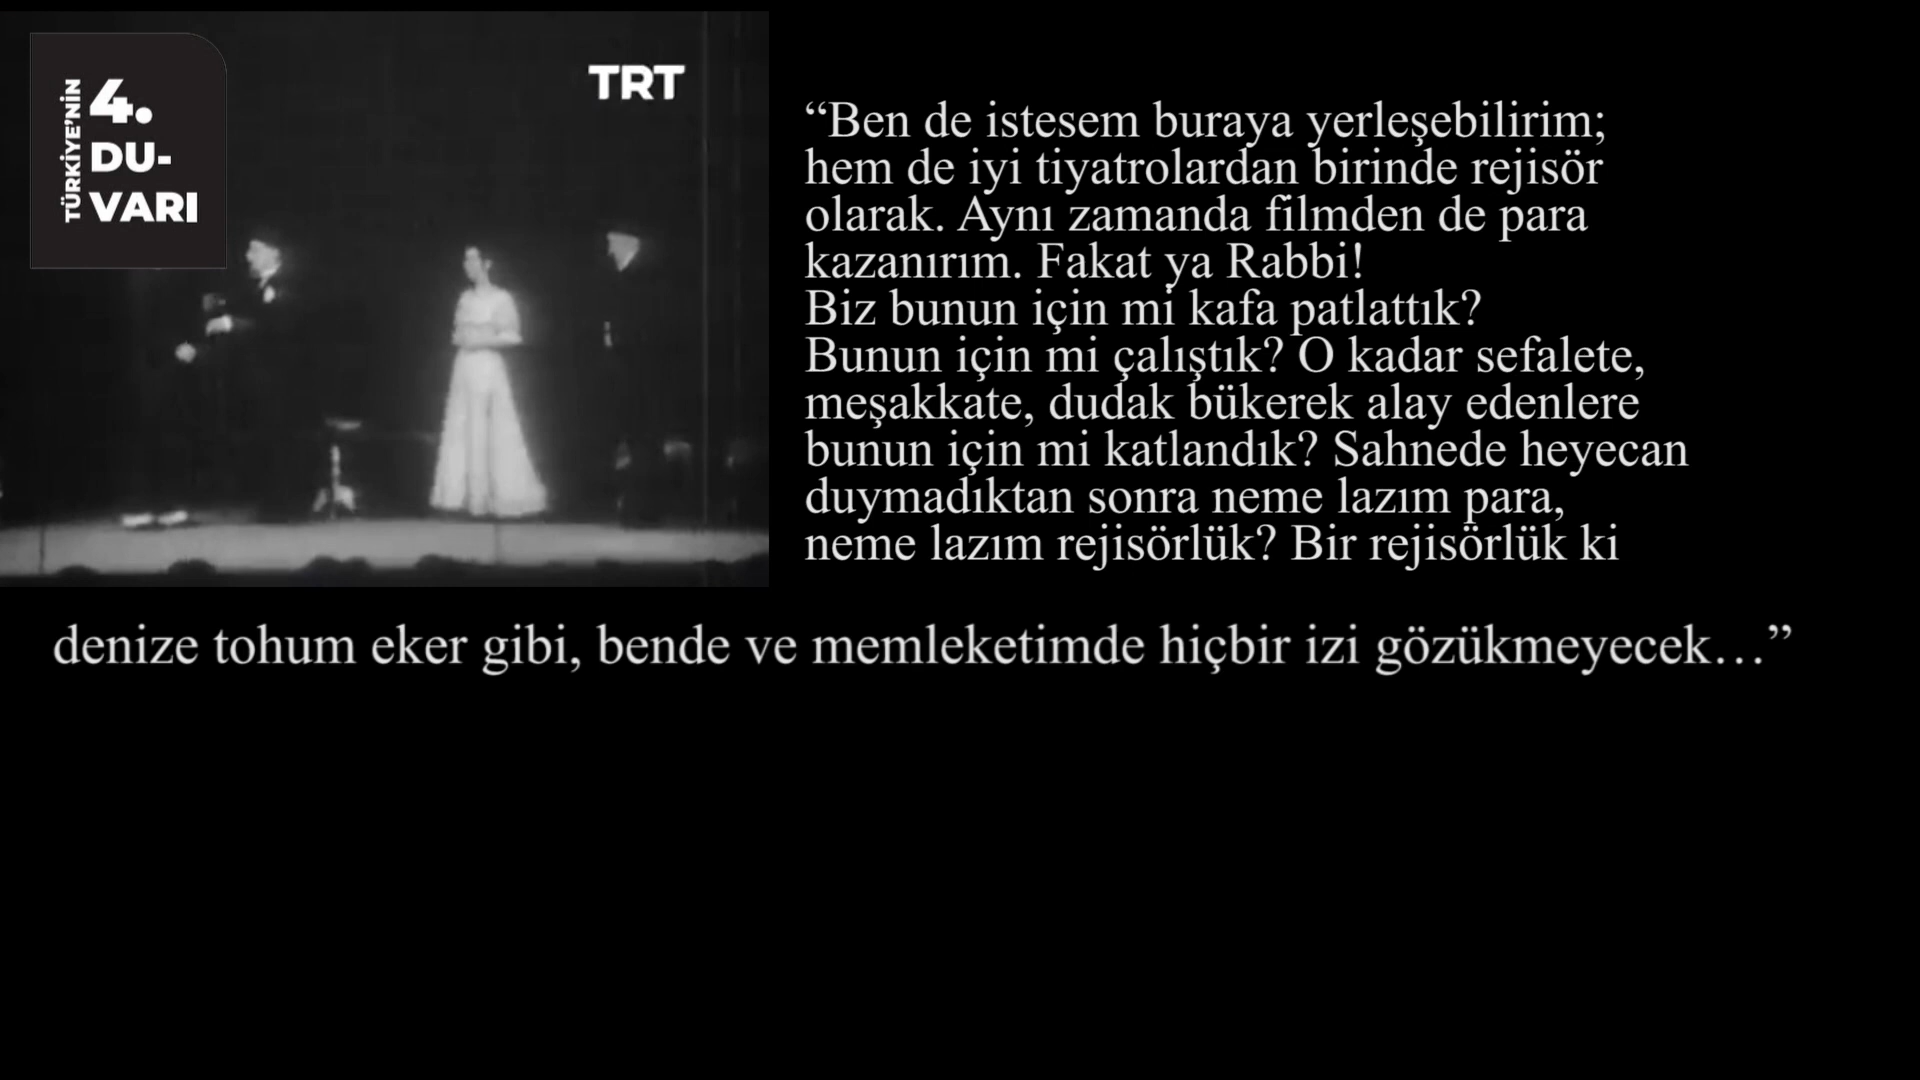 TÜRKİYE'NİN
4.
DU-
VARI
TRT
“Ben de istesem buraya yerleşebilirim;
hem de iyi tiyatrolardan birinde rejisör
olarak. Aynı zamanda filmden de para
kazanırım. Fakat ya Rabbi!
Biz bunun için mi kafa patlattık?
Bunun için mi çalıştık? O kadar sefalete,
meşakkate, dudak bükerek alay edenlere
bunun için mi katlandık? Sahnede heyecan
duymadıktan sonra neme lazım para,
neme lazım rejisörlük? Bir rejisörlük ki
denize tohum eker gibi, bende ve memleketimde hiçbir izi gözükmeyecek…”